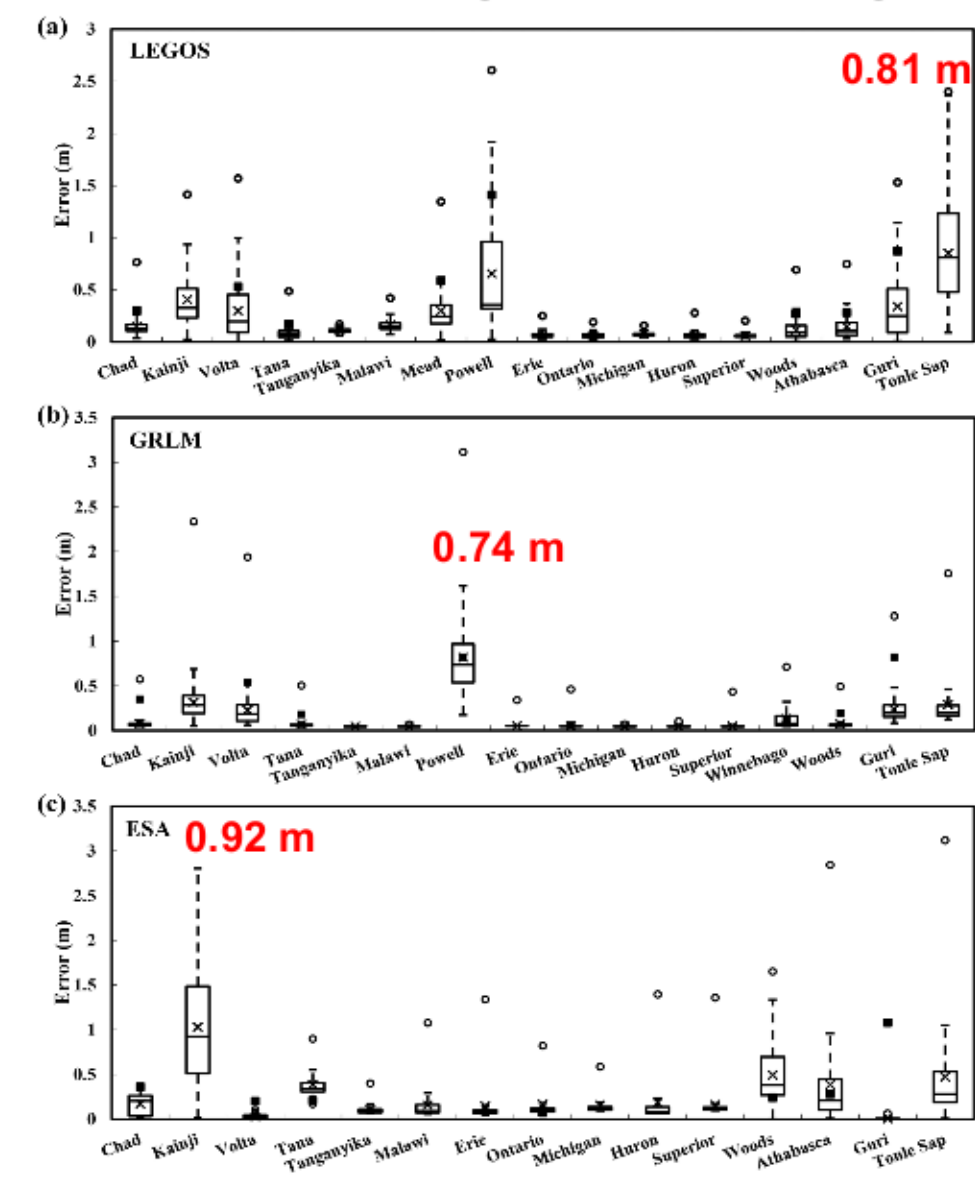 (a)
LEGOS
0.81 m
Error (m)
3
2.5
2
1.5
1
0.5
0
Chad Kainji Volta Tana Tanganyika Malawi Mead Powell Erie Ontario Michigan Huron Superior Woods Athabasca Guri Tonle Sap
(b)
GRLM
0.74 m
Error (m)
3.5
3
2.5
2
1.5
1
0.5
0
Chad Kainji Volta Tana Tanganyika Malawi Powell Erie Ontario Michigan Huron Superior Winnebago Woods Guri Tonle Sap
(c)
ESA
0.92 m
Error (m)
3.5
3
2.5
2
1.5
1
0.5
0
Chad Kainji Volta Tana Tanganyika Malawi Erie Ontario Michigan Huron Superior Woods Athabasca Guri Tonle Sap